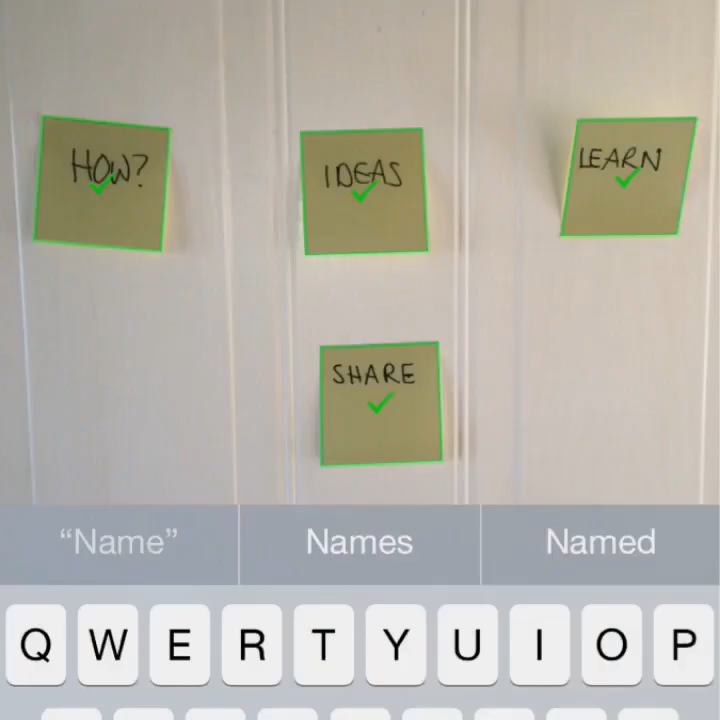 HOW?
IDEAS
LEARN
SHARE
“Name” Names Named
Q W E R T Y U I O P